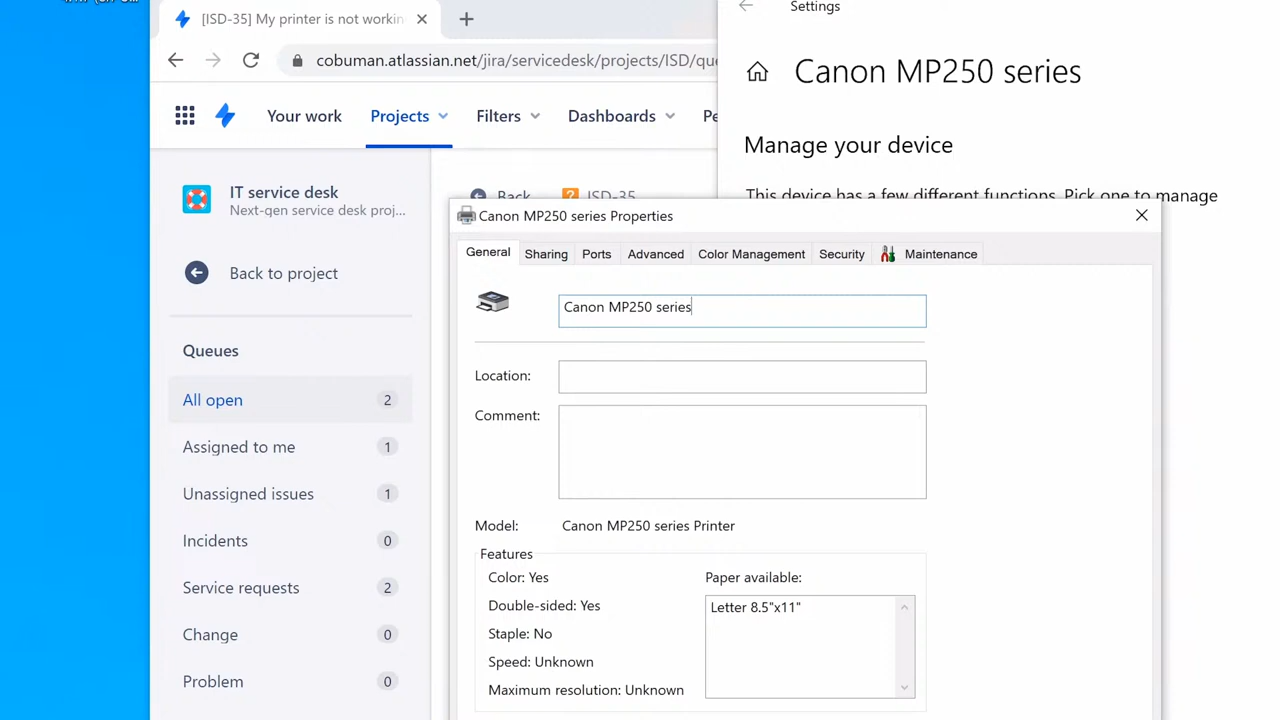 [ISD-35] My printer is not workin
Settings
cobuman.atlassian.net/jira/servicedesk/projects/ISD/qu
Canon MP250 series
Your work
Projects
Filters
Dashboards
Manage your device
This device has a few different functions. Pick one to manage
IT service desk
Next-gen service desk proj...
Back
ISD-35
Canon MP250 series Properties
General
Sharing
Ports
Advanced
Color Management
Security
Maintenance
Back to project
Canon MP250 series
Queues
Location:
All open 2
Comment:
Assigned to me 1
Unassigned issues 1
Model: Canon MP250 series Printer
Incidents 0
Features
Color: Yes
Paper available:
Service requests 2
Double-sided: Yes
Letter 8.5"x11"
Staple: No
Change 0
Speed: Unknown
Problem 0
Maximum resolution: Unknown